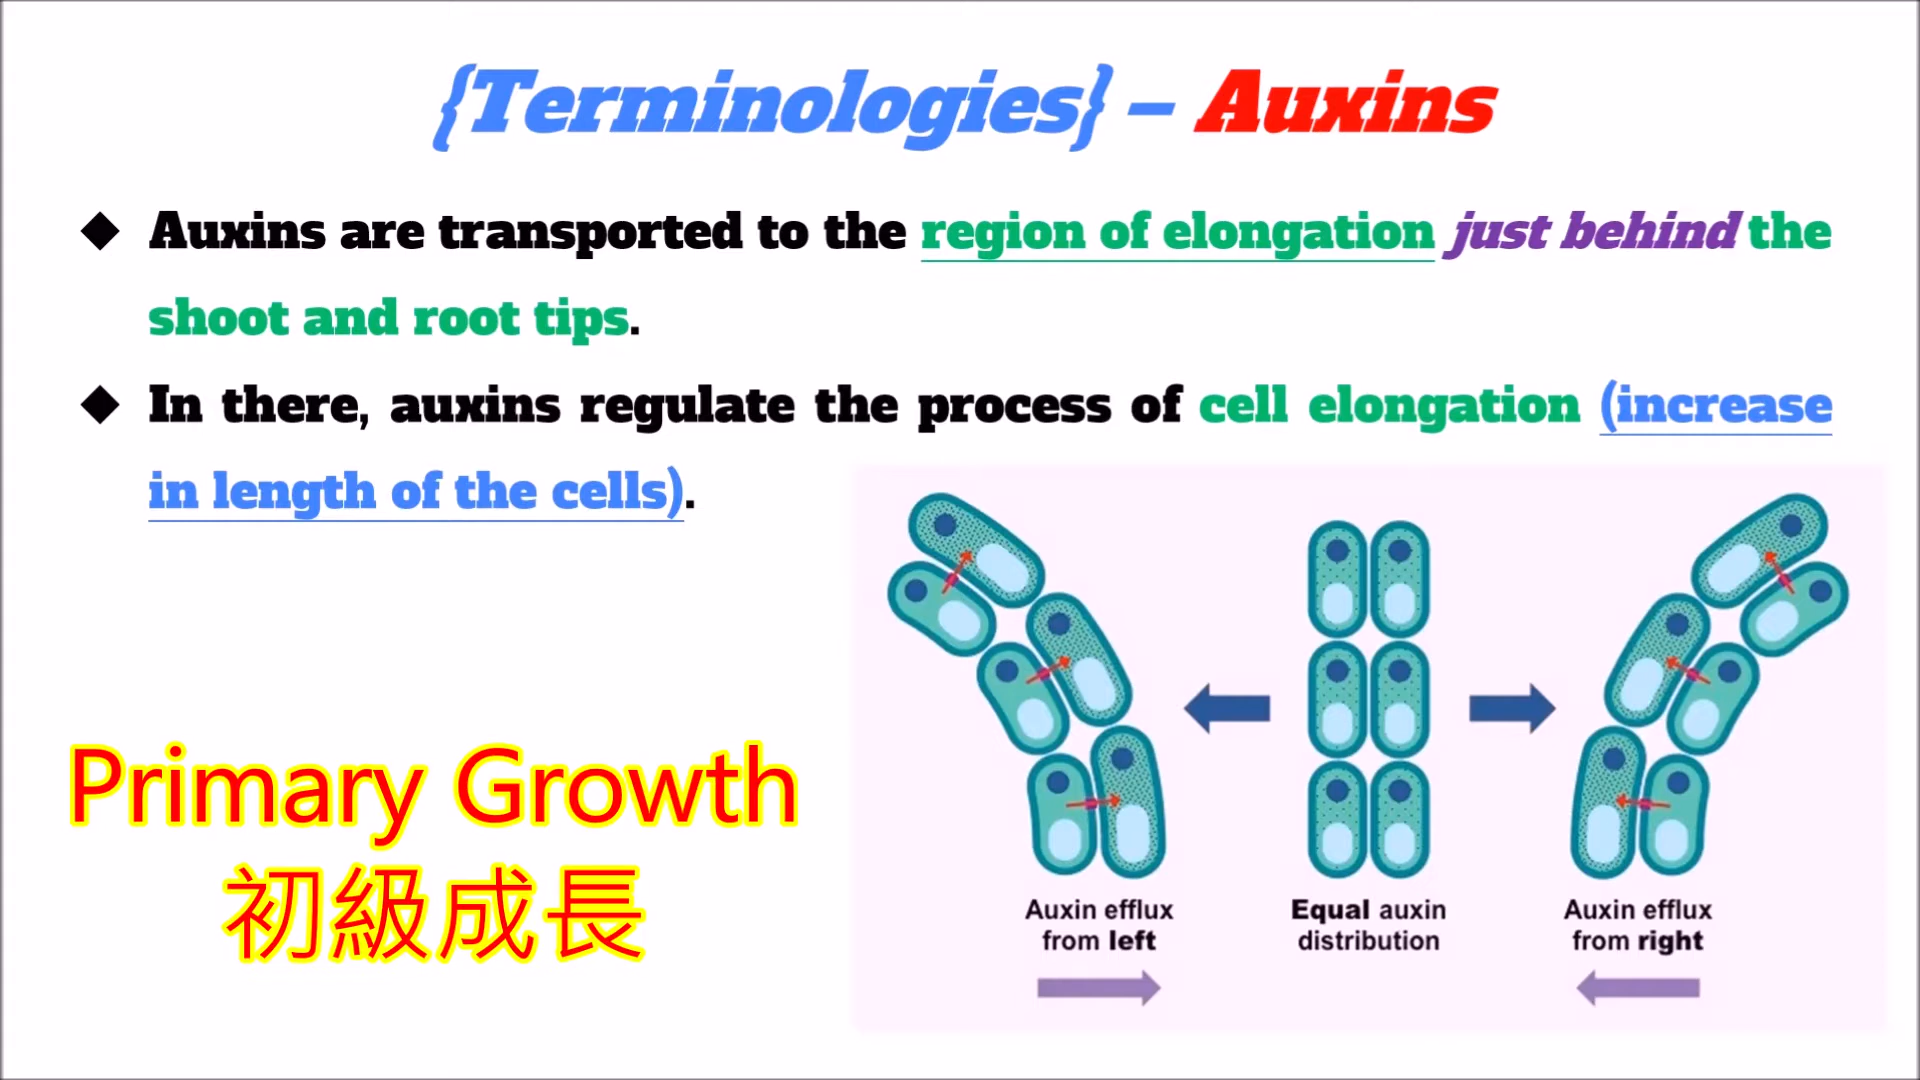 {Terminologies} – Auxins
◆ Auxins are transported to the region of elongation just behind the
shoot and root tips.
◆ In there, auxins regulate the process of cell elongation (increase
in length of the cells).
Primary Growth
初級成長
Auxin efflux
from left
Equal auxin
distribution
Auxin efflux
from right